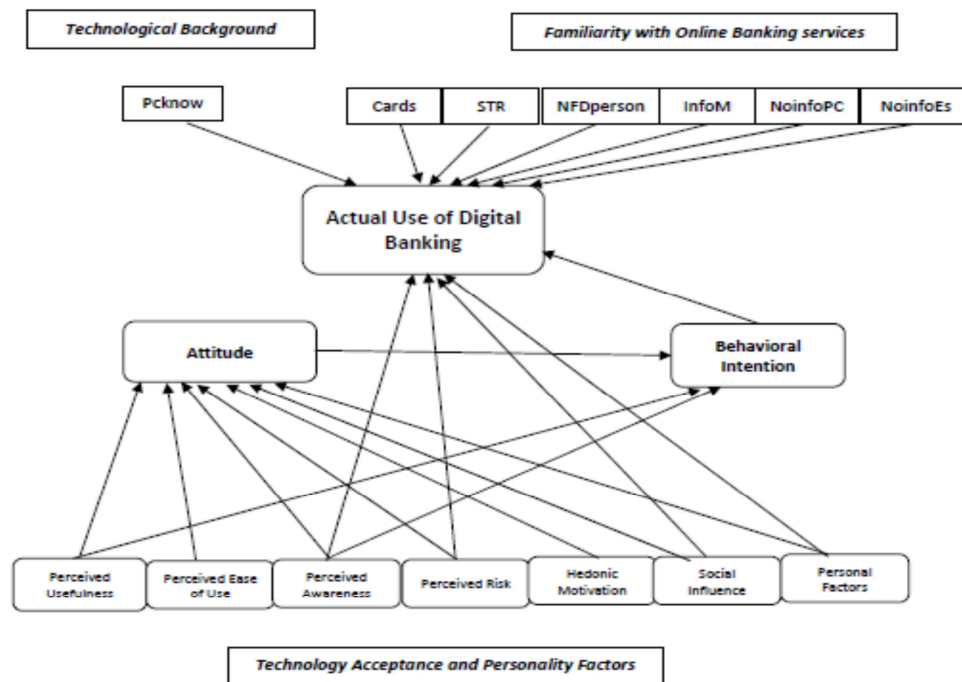 Technological Background
Familiarity with Online Banking services
Pcknow
Cards
STR
NFDperson
InfoM
NoinfoPC
NoinfoEs
Actual Use of Digital
Banking
Attitude
Behavioral
Intention
Perceived
Usefulness
Perceived Ease
of Use
Perceived
Awareness
Perceived Risk
Hedonic
Motivation
Social
Influence
Personal
Factors
Technology Acceptance and Personality Factors